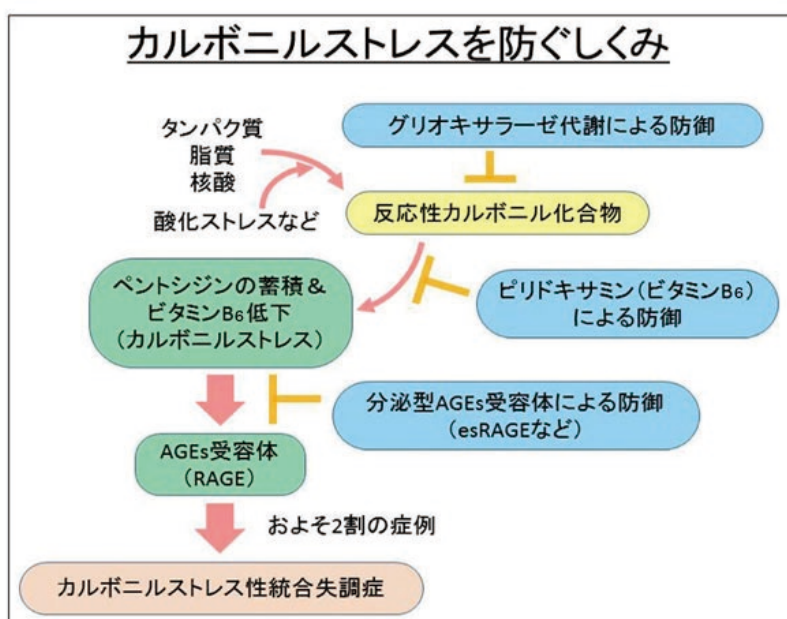 カルボニルストレスを防ぐしくみ
タンパク質
脂質
核酸
酸化ストレスなど
グリオキサラーゼ代謝による防御
反応性カルボニル化合物
ペントシジンの蓄積＆
ビタミンB₆低下
（カルボニルストレス）
ピリドキサミン（ビタミンB₆）
による防御
分泌型AGEs受容体による防御
（esRAGEなど）
AGEs受容体
（RAGE）
およそ2割の症例
カルボニルストレス性統合失調症